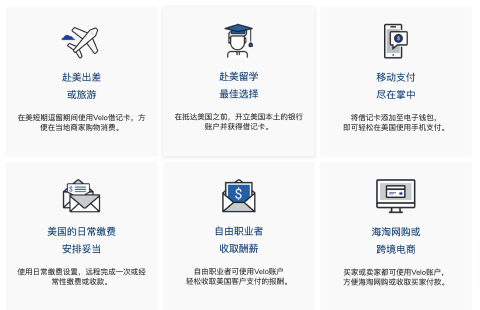 赴美出差
或旅游
在美短期逗留期间使用Velo借记卡，方
便在当地商家购物消费。
赴美留学
最佳选择
在抵达美国之前，开立美国本土的银行
账户并获得借记卡。
移动支付
尽在掌中
将借记卡添加至电子钱包，
即可轻松在美国使用手机支付。
美国的日常缴费
安排妥当
使用日常缴费设置，远程完成一次或经
常性缴费或收款。
自由职业者
收取酬薪
自由职业者可使用Velo账户
轻松收取美国客户支付的报酬。
海淘网购或
跨境电商
买家或卖家都可使用Velo账户，
方便海淘网购或收取买家付款。